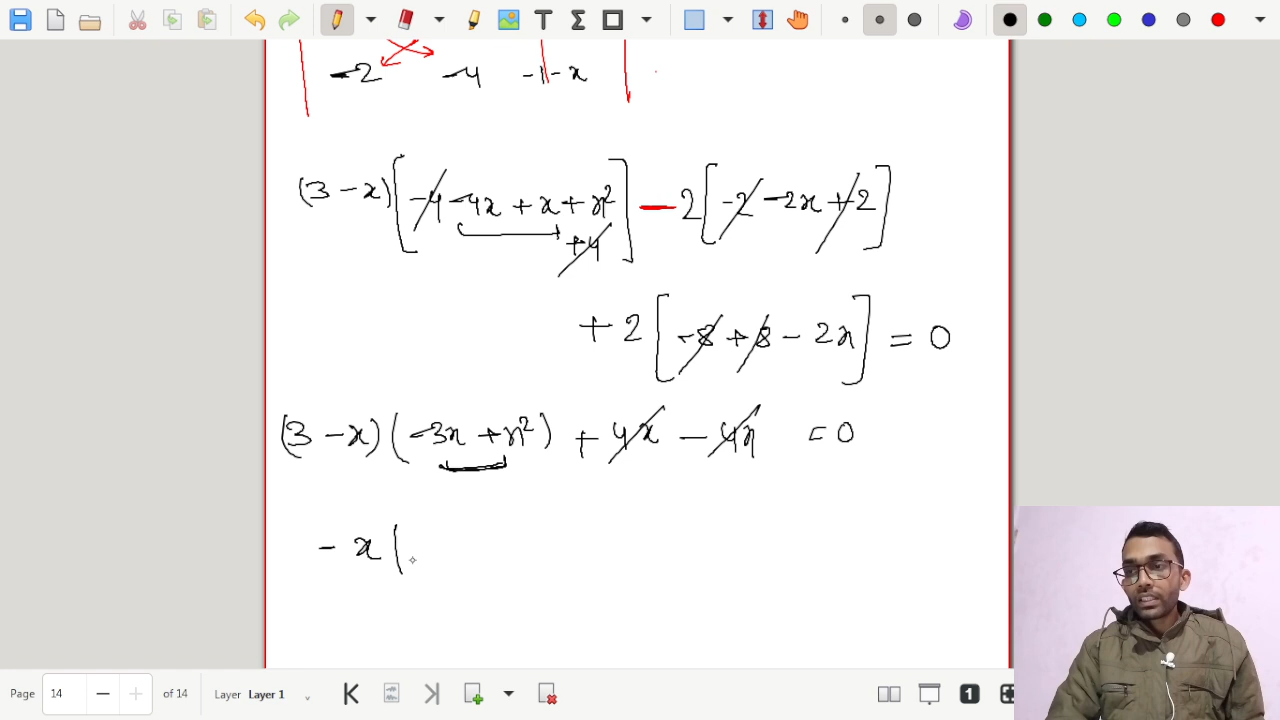 -2 -4 -1-x
(3-x)[-4-4x+x+x² +4] -2[-2-2x+2]
+2[-8+8-2x] = 0
(3-x)(-3x+x²) +4x -4x =0
-x(
Page 14 of 14 Layer Layer 1 1